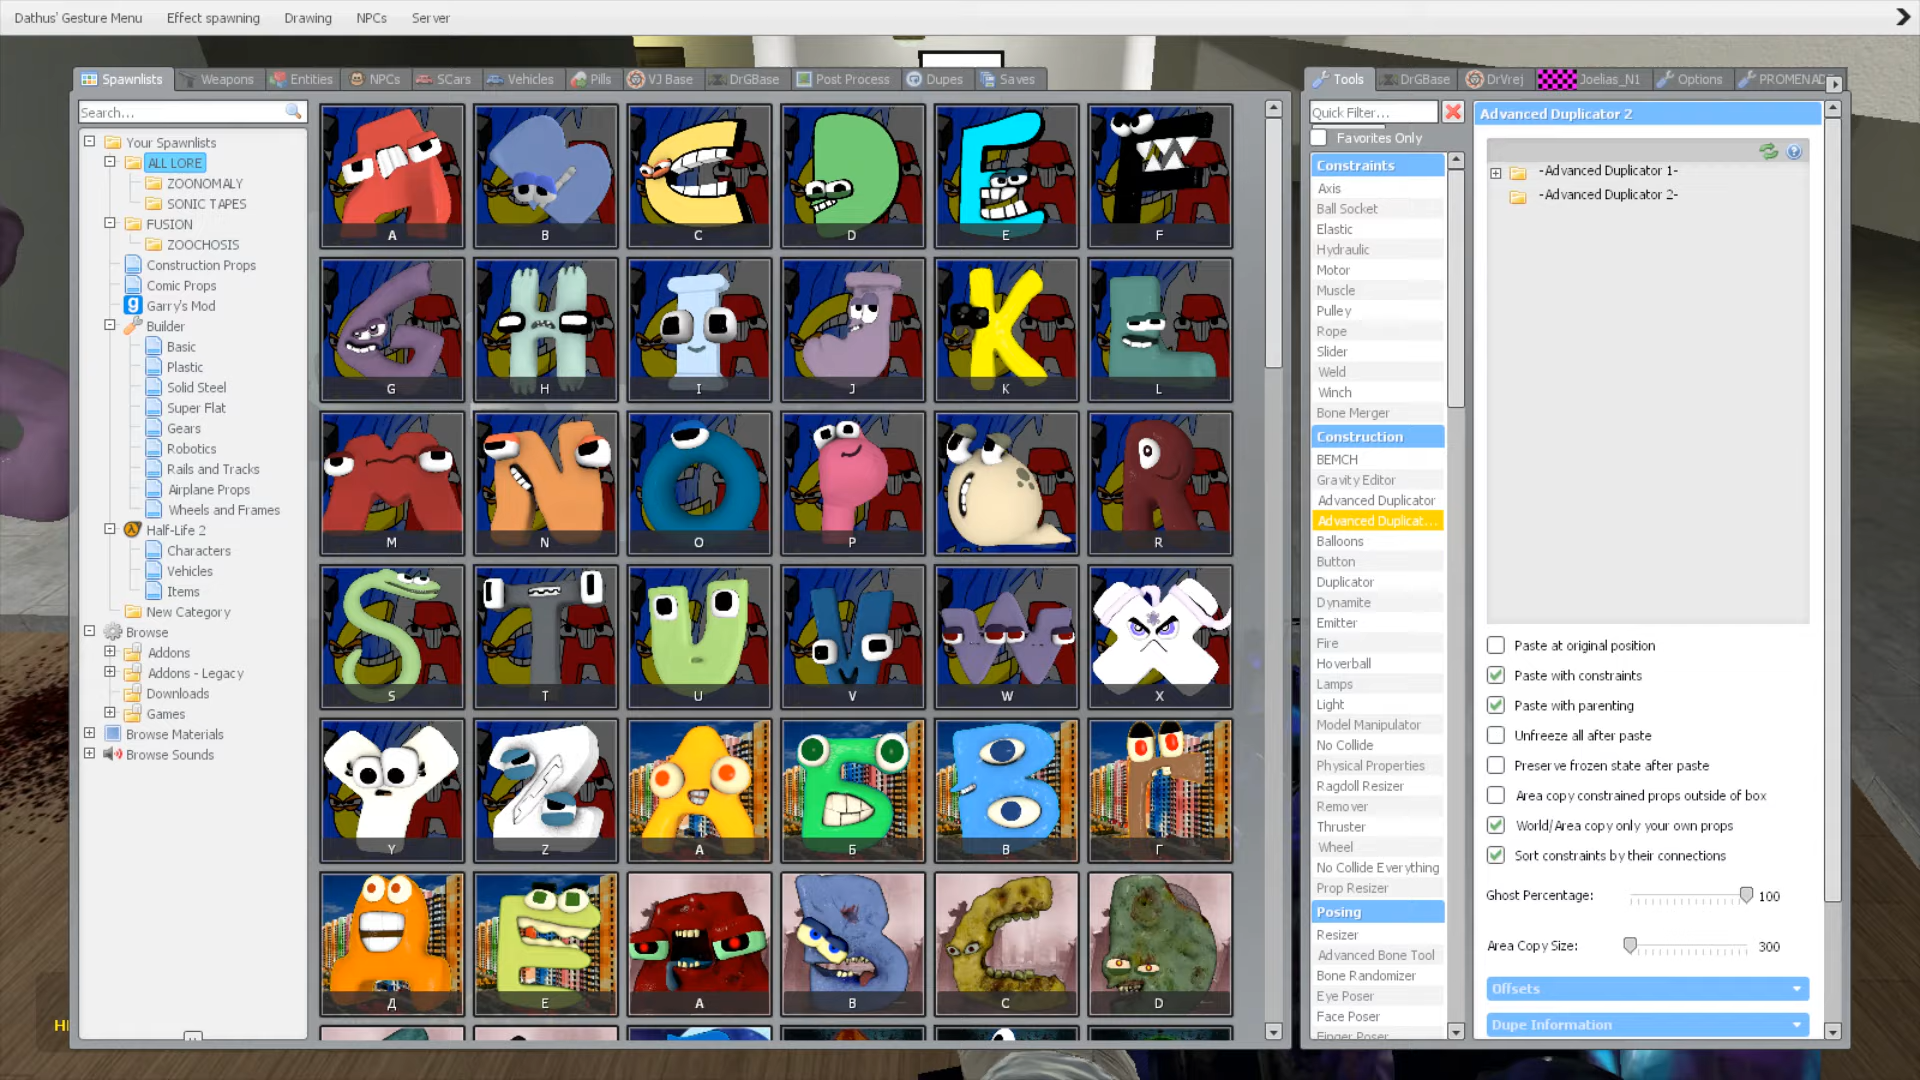 Dathus' Gesture Menu Effect spawning Drawing NPCs Server
Spawnlists Weapons Entities NPCs SCars Vehicles Pills VJ Base DrGBase Post Process Dupes Saves
Search...
Your Spawnlists
ALL LORE
ZOONOMALY
SONIC TAPES
FUSION
ZOOCHOSIS
Construction Props
Comic Props
Garry's Mod
Builder
Basic
Plastic
Solid Steel
Super Flat
Gears
Robotics
Rails and Tracks
Airplane Props
Wheels and Frames
Half-Life 2
Characters
Vehicles
Items
New Category
Browse
Addons
Addons - Legacy
Downloads
Games
Browse Materials
Browse Sounds
A B C D E F
G H I J K L
M N O P R
S T U V W X
Y Z А Б В Г
Д Е A B C D
Tools DrGBase DrVrej Joelias_N1 Options PROMENAD
Quick Filter...
Favorites Only
Constraints
Axis
Ball Socket
Elastic
Hydraulic
Motor
Muscle
Pulley
Rope
Slider
Weld
Winch
Bone Merger
Construction
BEMCH
Gravity Editor
Advanced Duplicator
Advanced Duplicat...
Balloons
Button
Duplicator
Dynamite
Emitter
Fire
Hoverball
Lamps
Light
Model Manipulator
No Collide
Physical Properties
Ragdoll Resizer
Remover
Thruster
Wheel
No Collide Everything
Prop Resizer
Posing
Resizer
Advanced Bone Tool
Bone Randomizer
Eye Poser
Face Poser
Finger Poser
Advanced Duplicator 2
-Advanced Duplicator 1-
-Advanced Duplicator 2-
Paste at original position
Paste with constraints
Paste with parenting
Unfreeze all after paste
Preserve frozen state after paste
Area copy constrained props outside of box
World/Area copy only your own props
Sort constraints by their connections
Ghost Percentage: 100
Area Copy Size: 300
Offsets
Dupe Information